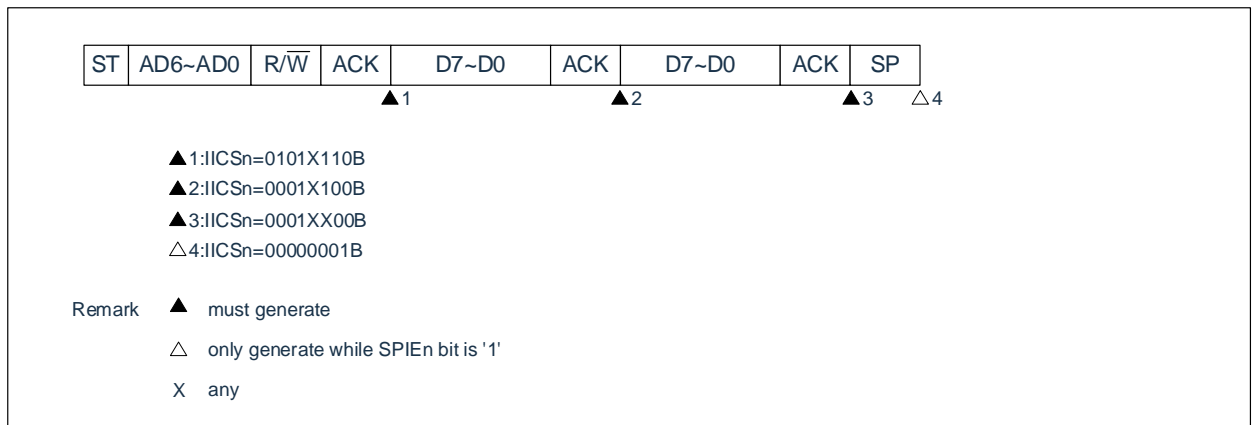 ST AD6~AD0 R/W̅ ACK D7~D0 ACK D7~D0 ACK SP
▲1 ▲2 ▲3 △4
▲1:IICSn=0101X110B
▲2:IICSn=0001X100B
▲3:IICSn=0001XX00B
△4:IICSn=00000001B
Remark ▲ must generate
△ only generate while SPIEn bit is '1'
X any